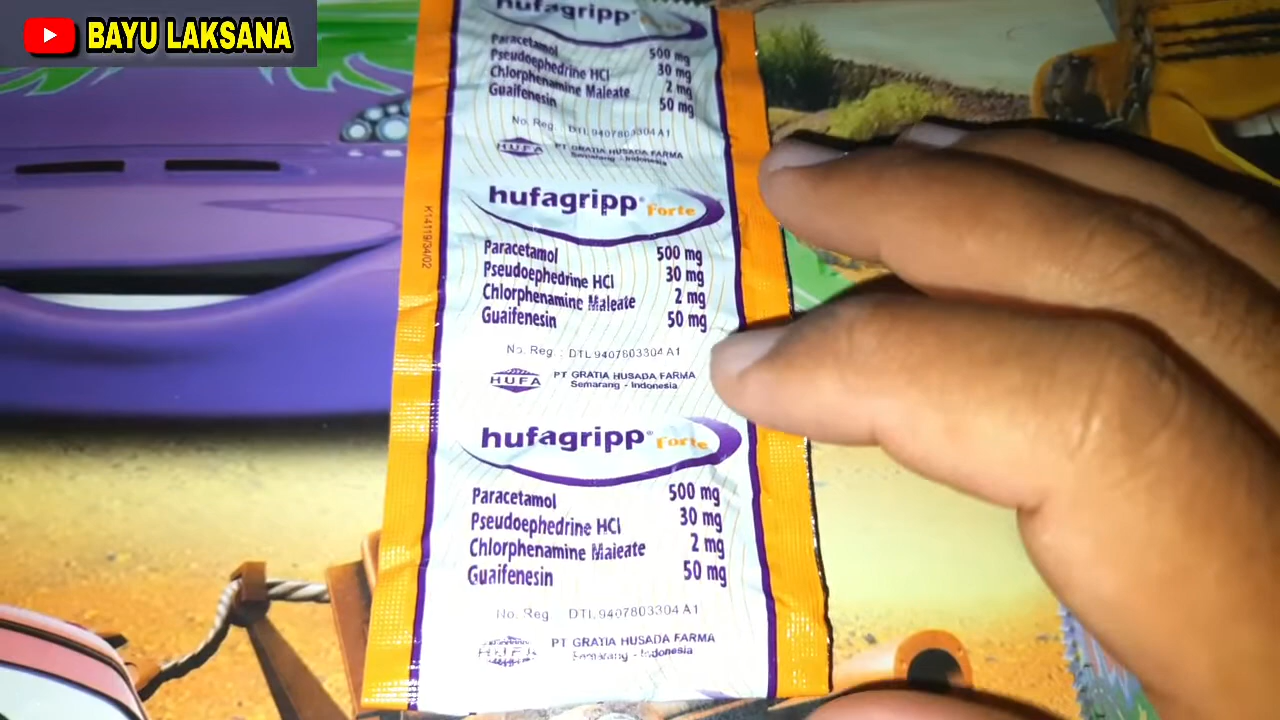 BAYU LAKSANA
hufagripp®
Paracetamol 500 mg
Pseudoephedrine HCl 30 mg
Chlorphenamine Maleate 2 mg
Guaifenesin 50 mg
No. Reg. : DTL 9407803304 A1
HUFA PT GRATIA HUSADA FARMA
Semarang - Indonesia
hufagripp® Forte
Paracetamol 500 mg
Pseudoephedrine HCl 30 mg
Chlorphenamine Maleate 2 mg
Guaifenesin 50 mg
No. Reg. : DTL 9407803304 A1
HUFA PT GRATIA HUSADA FARMA
Semarang - Indonesia
hufagripp® Forte
Paracetamol 500 mg
Pseudoephedrine HCl 30 mg
Chlorphenamine Maleate 2 mg
Guaifenesin 50 mg
No. Reg. DTL 9407803304 A1
PT GRATIA HUSADA FARMA
Semarang - Indonesia